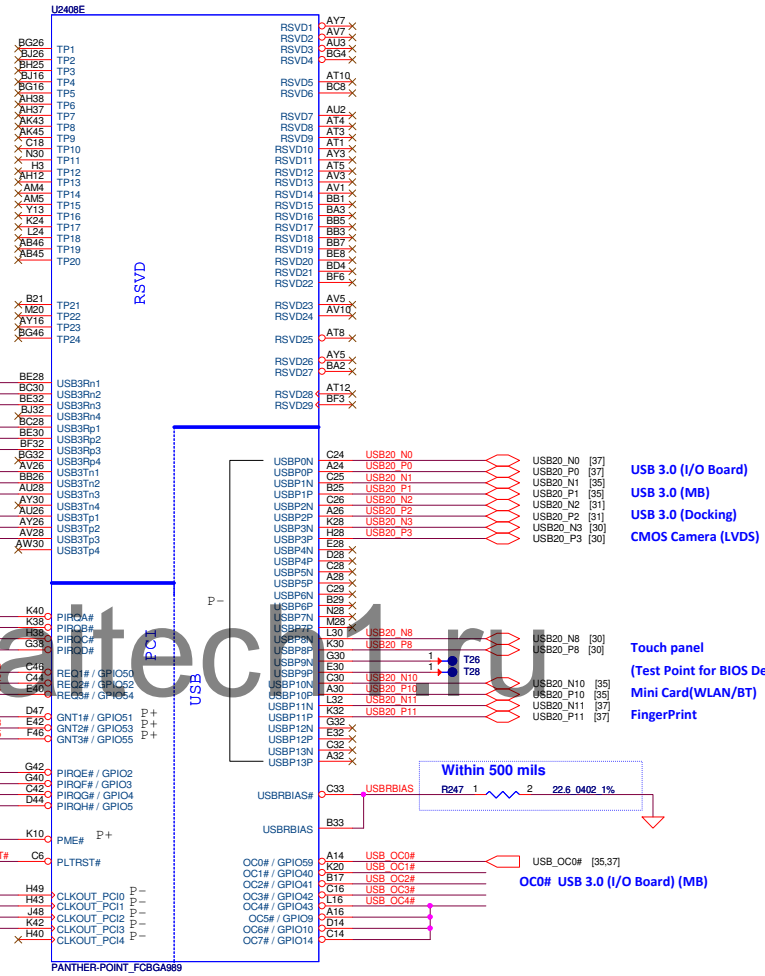 U2408E
BG26 TP1
BJ26 TP2
BH25 TP3
BJ16 TP4
BG16 TP5
AH38 TP6
AH37 TP7
AK43 TP8
AK45 TP9
C18 TP10
N30 TP11
H3 TP12
AH12 TP13
AM4 TP14
AM5 TP15
Y13 TP16
K24 TP17
L24 TP18
AB46 TP19
AB45 TP20
B21 TP21
M20 TP22
AY16 TP23
BG46 TP24
RSVD
RSVD1 AY7
RSVD2 AV7
RSVD3 AU3
RSVD4 BG4
RSVD5 AT10
RSVD6 BC8
RSVD7 AU2
RSVD8 AT4
RSVD9 AT3
RSVD10 AT1
RSVD11 AY3
RSVD12 AT5
RSVD13 AV3
RSVD14 AV1
RSVD15 BB1
RSVD16 BA3
RSVD17 BB5
RSVD18 BB3
RSVD19 BB7
RSVD20 BE8
RSVD21 BD4
RSVD22 BF6
RSVD23 AV5
RSVD24 AV10
RSVD25 AT8
RSVD26 AY5
RSVD27 BA2
RSVD28 AT12
RSVD29 BF3
BE28 USB3Rn1
BC30 USB3Rn2
BE32 USB3Rn3
BJ32 USB3Rn4
BC28 USB3Rp1
BE30 USB3Rp2
BF32 USB3Rp3
BG32 USB3Rp4
AV26 USB3Tn1
BB26 USB3Tn2
AU28 USB3Tn3
AY30 USB3Tn4
AU26 USB3Tp1
AY26 USB3Tp2
AV28 USB3Tp3
AW30 USB3Tp4
USBP0N C24 USB20_N0 USB20_N0 [37]
USBP0P A24 USB20_P0 USB20_P0 [37] USB 3.0 (I/O Board)
USBP1N C25 USB20_N1 USB20_N1 [35]
USBP1P B25 USB20_P1 USB20_P1 [35] USB 3.0 (MB)
USBP2N C26 USB20_N2 USB20_N2 [31]
USBP2P A26 USB20_P2 USB20_P2 [31] USB 3.0 (Docking)
USBP3N K28 USB20_N3 USB20_N3 [30]
USBP3P H28 USB20_P3 USB20_P3 [30] CMOS Camera (LVDS)
USBP4N E28
USBP4P D28
USBP5N C28
USBP5P A28
USBP6N C29
USBP6P B29
USBP7N N28
USBP7P M28
USBP8N L30 USB20_N8 USB20_N8 [30]
USBP8P K30 USB20_P8 USB20_P8 [30] Touch panel
USBP9N G30 1 T26
USBP9P E30 1 T28 (Test Point for BIOS De
USBP10N C30 USB20_N10 USB20_N10 [35]
USBP10P A30 USB20_P10 USB20_P10 [35] Mini Card(WLAN/BT)
USBP11N L32 USB20_N11 USB20_N11 [37]
USBP11P K32 USB20_P11 USB20_P11 [37] FingerPrint
USBP12N G32
USBP12P E32
USBP13N C32
USBP13P A32
P-
PCI
USB
aitech1.ru
K40 PIRQA#
K38 PIRQB#
H38 PIRQC#
G38 PIRQD#
C46 REQ1# / GPIO50
C44 REQ2# / GPIO52
E40 REQ3# / GPIO54
D47 GNT1# / GPIO51 P+
E42 GNT2# / GPIO53 P+
F46 GNT3# / GPIO55 P+
G42 PIRQE# / GPIO2
G40 PIRQF# / GPIO3
C42 PIRQG# / GPIO4
D44 PIRQH# / GPIO5
K10 PME# P+
T# C6 PLTRST#
H49 CLKOUT_PCI0 P-
H43 CLKOUT_PCI1 P-
J48 CLKOUT_PCI2 P-
K42 CLKOUT_PCI3 P-
H40 CLKOUT_PCI4 P-
Within 500 mils
USBRBIAS# C33 USBRBIAS R247 1 2 22.6 0402 1%
USBRBIAS B33
OC0# / GPIO59 A14 USB_OC0# USB_OC0# [35,37]
OC1# / GPIO40 K20 USB_OC1#
OC2# / GPIO41 B17 USB_OC2#
OC3# / GPIO42 C16 USB_OC3#
OC4# / GPIO43 L16 USB_OC4#
OC5# / GPIO9 A16
OC6# / GPIO10 D14
OC7# / GPIO14 C14
OC0# USB 3.0 (I/O Board) (MB)
PANTHER-POINT_FCBGA989